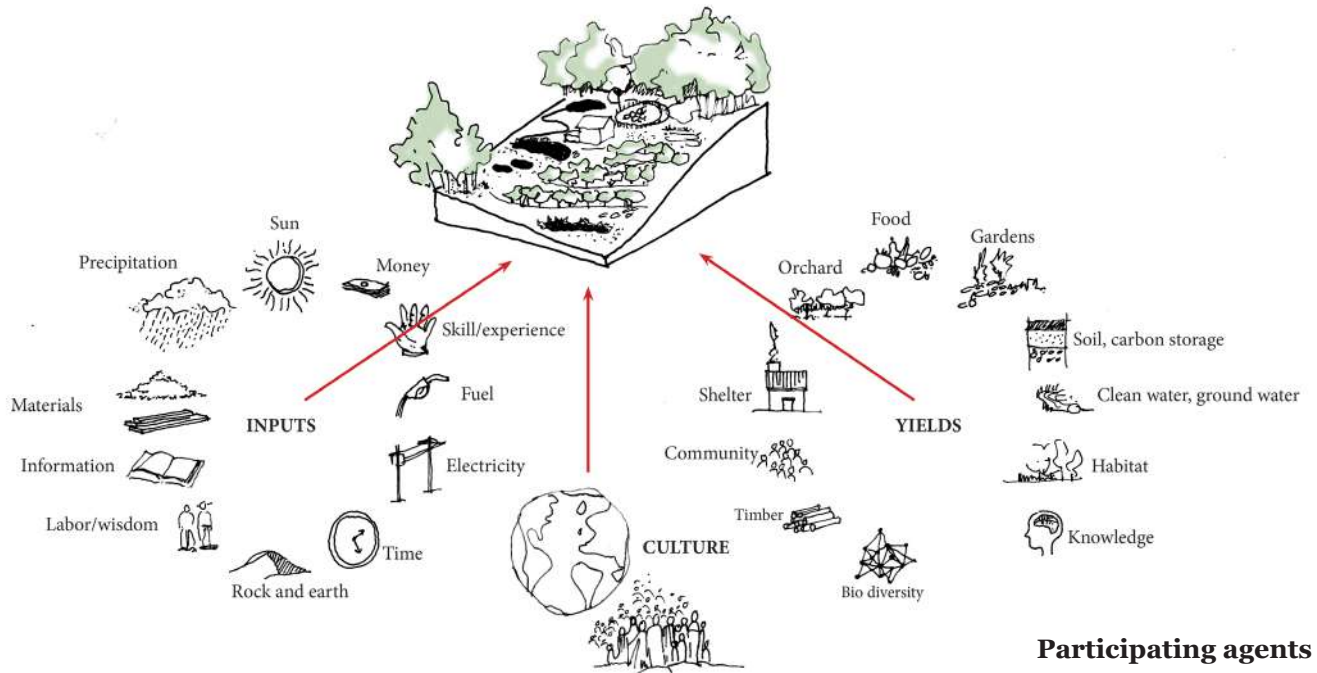 Sun
Precipitation
Money
Skill/experience
Materials
Fuel
INPUTS
Information
Electricity
Labor/wisdom
Time
Rock and earth
CULTURE
Food
Gardens
Orchard
Soil, carbon storage
Shelter
Clean water, ground water
YIELDS
Community
Habitat
Timber
Knowledge
Bio diversity
Participating agents